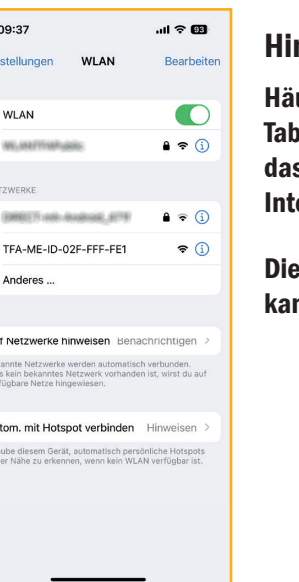 09:37
93
stellungen WLAN Bearbeiten
WLAN
TZWERKE
TFA-ME-ID-02F-FFF-FE1
Anderes ...
f Netzwerke hinweisen Benachrichtigen
annte Netzwerke werden automatisch verbunden.
s kein bekanntes Netzwerk vorhanden ist, wirst du auf
fügbare Netze hingewiesen.
tom. mit Hotspot verbinden Hinweisen
ube diesem Gerät, automatisch persönliche Hotspots
er Nähe zu erkennen, wenn kein WLAN verfügbar ist.
Hin
Häu
Tab
das
Inte
Die
kan